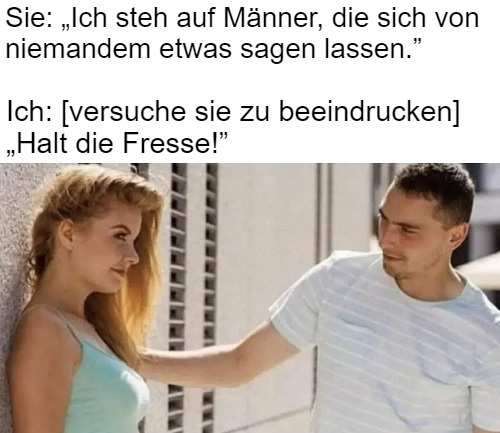 Sie: „Ich steh auf Männer, die sich von
niemandem etwas sagen lassen.”
Ich: [versuche sie zu beeindrucken]
„Halt die Fresse!”